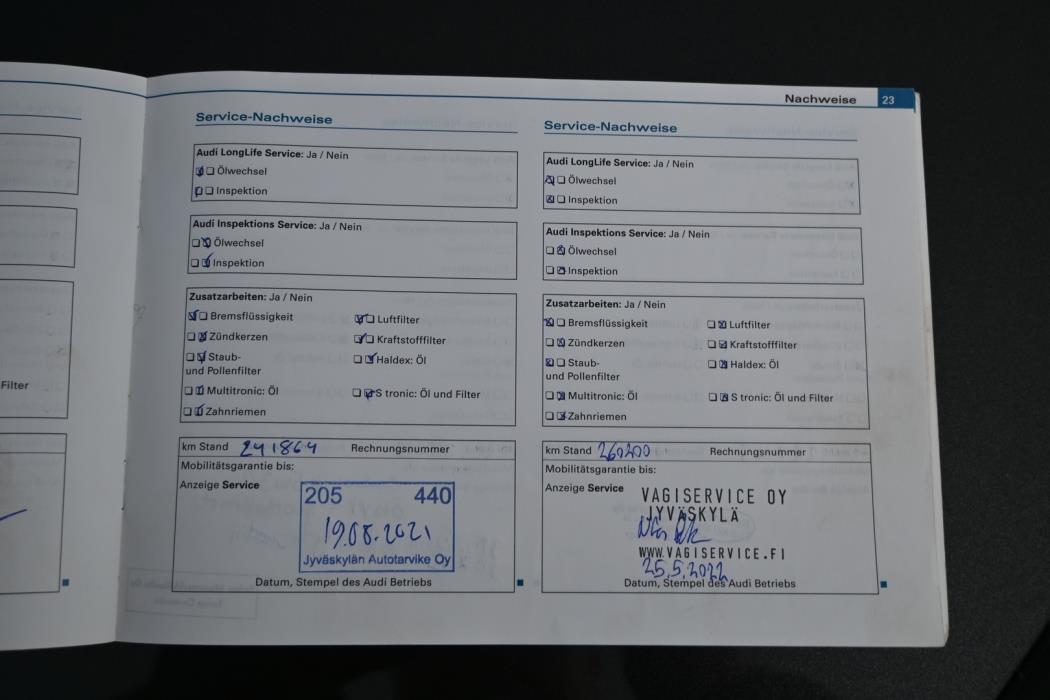 Nachweise 23
Service-Nachweise
Audi LongLife Service: Ja / Nein
Ölwechsel
Inspektion
Audi Inspektions Service: Ja / Nein
Ölwechsel
Inspektion
Zusatzarbeiten: Ja / Nein
Bremsflüssigkeit Luftfilter
Zündkerzen Kraftstofffilter
Staub- Haldex: Öl
und Pollenfilter
Multitronic: Öl S tronic: Öl und Filter
Zahnriemen
km Stand 241864 Rechnungsnummer
Mobilitätsgarantie bis:
Anzeige Service
205 440
19.08.2021
Jyväskylän Autotarvike Oy
Datum, Stempel des Audi Betriebs
Service-Nachweise
Audi LongLife Service: Ja / Nein
Ölwechsel
Inspektion
Audi Inspektions Service: Ja / Nein
Ölwechsel
Inspektion
Zusatzarbeiten: Ja / Nein
Bremsflüssigkeit Luftfilter
Zündkerzen Kraftstofffilter
Staub- Haldex: Öl
und Pollenfilter
Multitronic: Öl S tronic: Öl und Filter
Zahnriemen
km Stand 260200 Rechnungsnummer
Mobilitätsgarantie bis:
Anzeige Service
VAGISERVICE OY
JYVÄSKYLÄ
WWW.VAGISERVICE.FI
25.5.2022
Datum, Stempel des Audi Betriebs
Filter